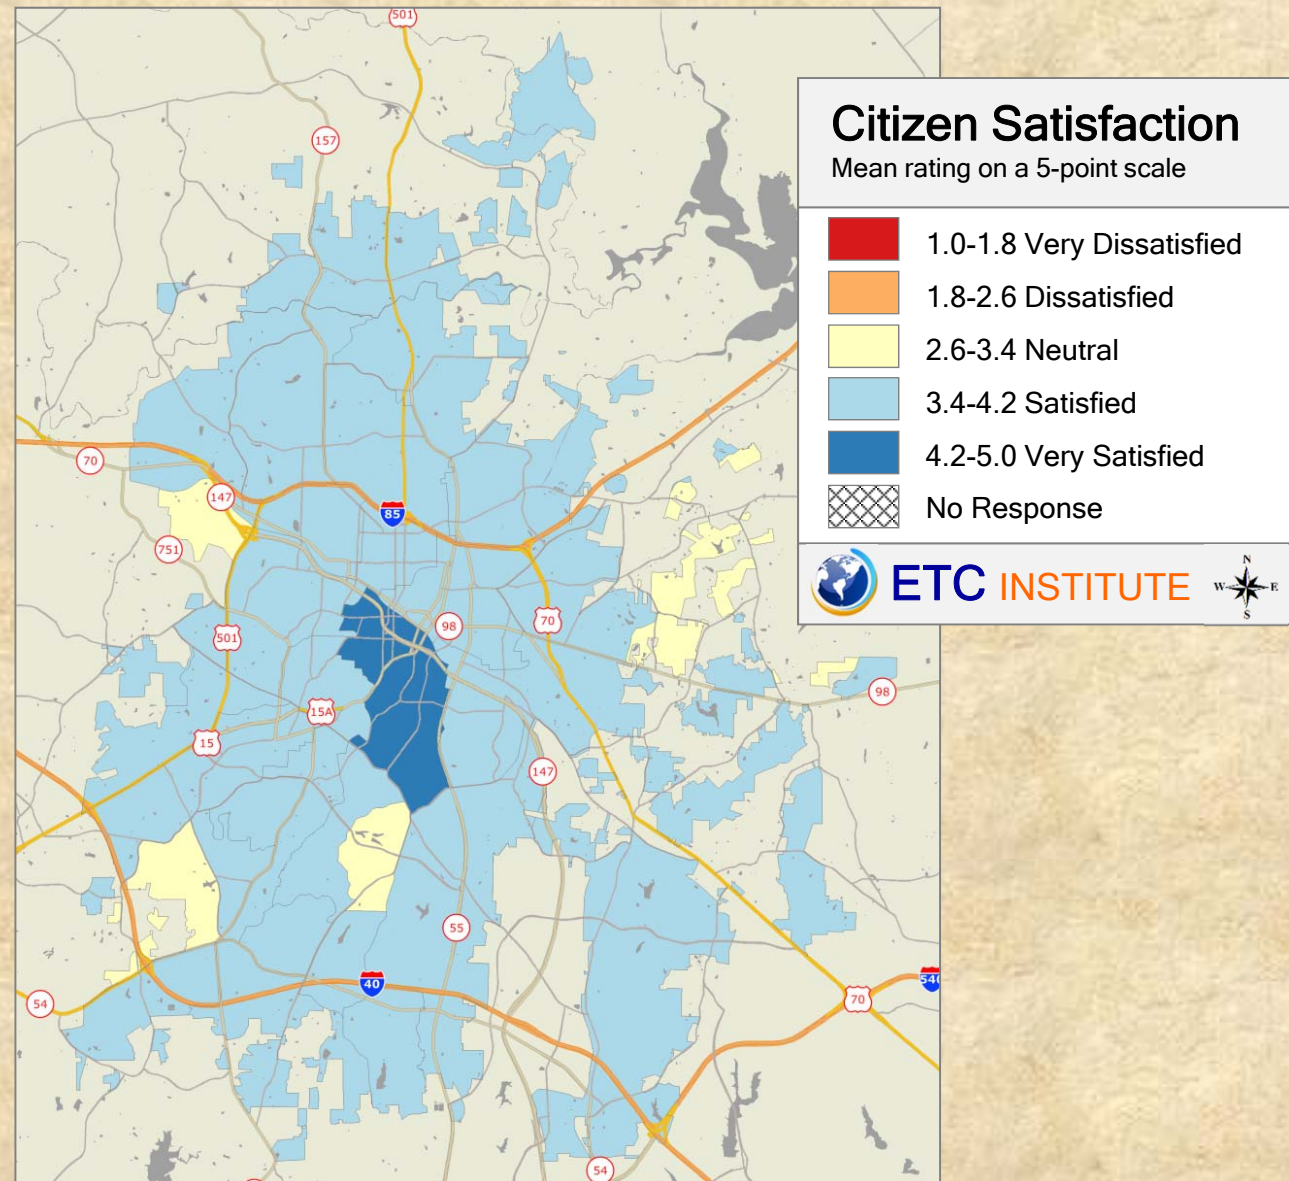 501
157
Citizen Satisfaction
Mean rating on a 5-point scale
1.0-1.8 Very Dissatisfied
1.8-2.6 Dissatisfied
2.6-3.4 Neutral
3.4-4.2 Satisfied
4.2-5.0 Very Satisfied
No Response
ETC INSTITUTE
N
W E
S
70
147
85
751
501
98
70
98
15A
15
147
55
40
54
70
540
54